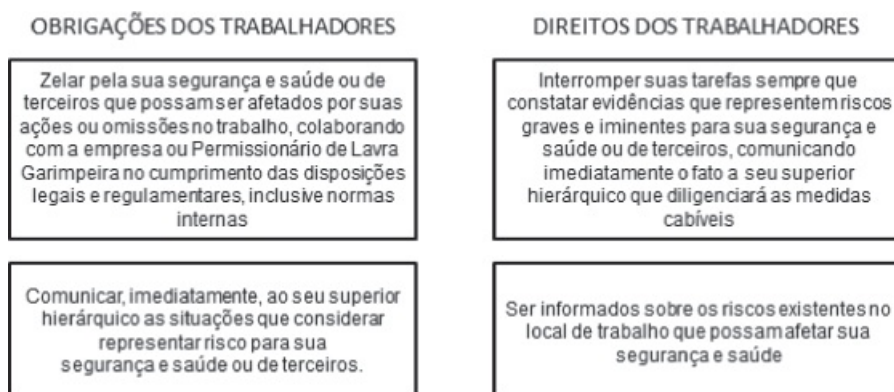 OBRIGAÇÕES DOS TRABALHADORES
Zelar pela sua segurança e saúde ou de
terceiros que possam ser afetados por suas
ações ou omissões no trabalho, colaborando
com a empresa ou Permissionário de Lavra
Garimpeira no cumprimento das disposições
legais e regulamentares, inclusive normas
internas
Comunicar, imediatamente, ao seu superior
hierárquico as situações que considerar
representar risco para sua
segurança e saúde ou de terceiros.
DIREITOS DOS TRABALHADORES
Interromper suas tarefas sempre que
constatar evidências que representem riscos
graves e iminentes para sua segurança e
saúde ou de terceiros, comunicando
imediatamente o fato a seu superior
hierárquico que diligenciará as medidas
cabíveis
Ser informados sobre os riscos existentes no
local de trabalho que possam afetar sua
segurança e saúde